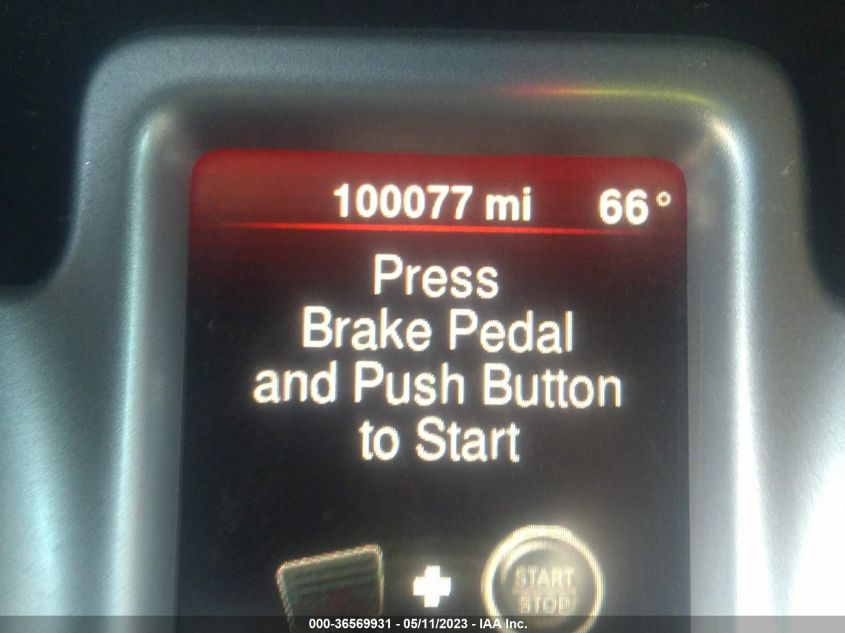 100077 mi 66°
Press
Brake Pedal
and Push Button
to Start
START
STOP
000-36569931 - 05/11/2023 - IAA Inc.